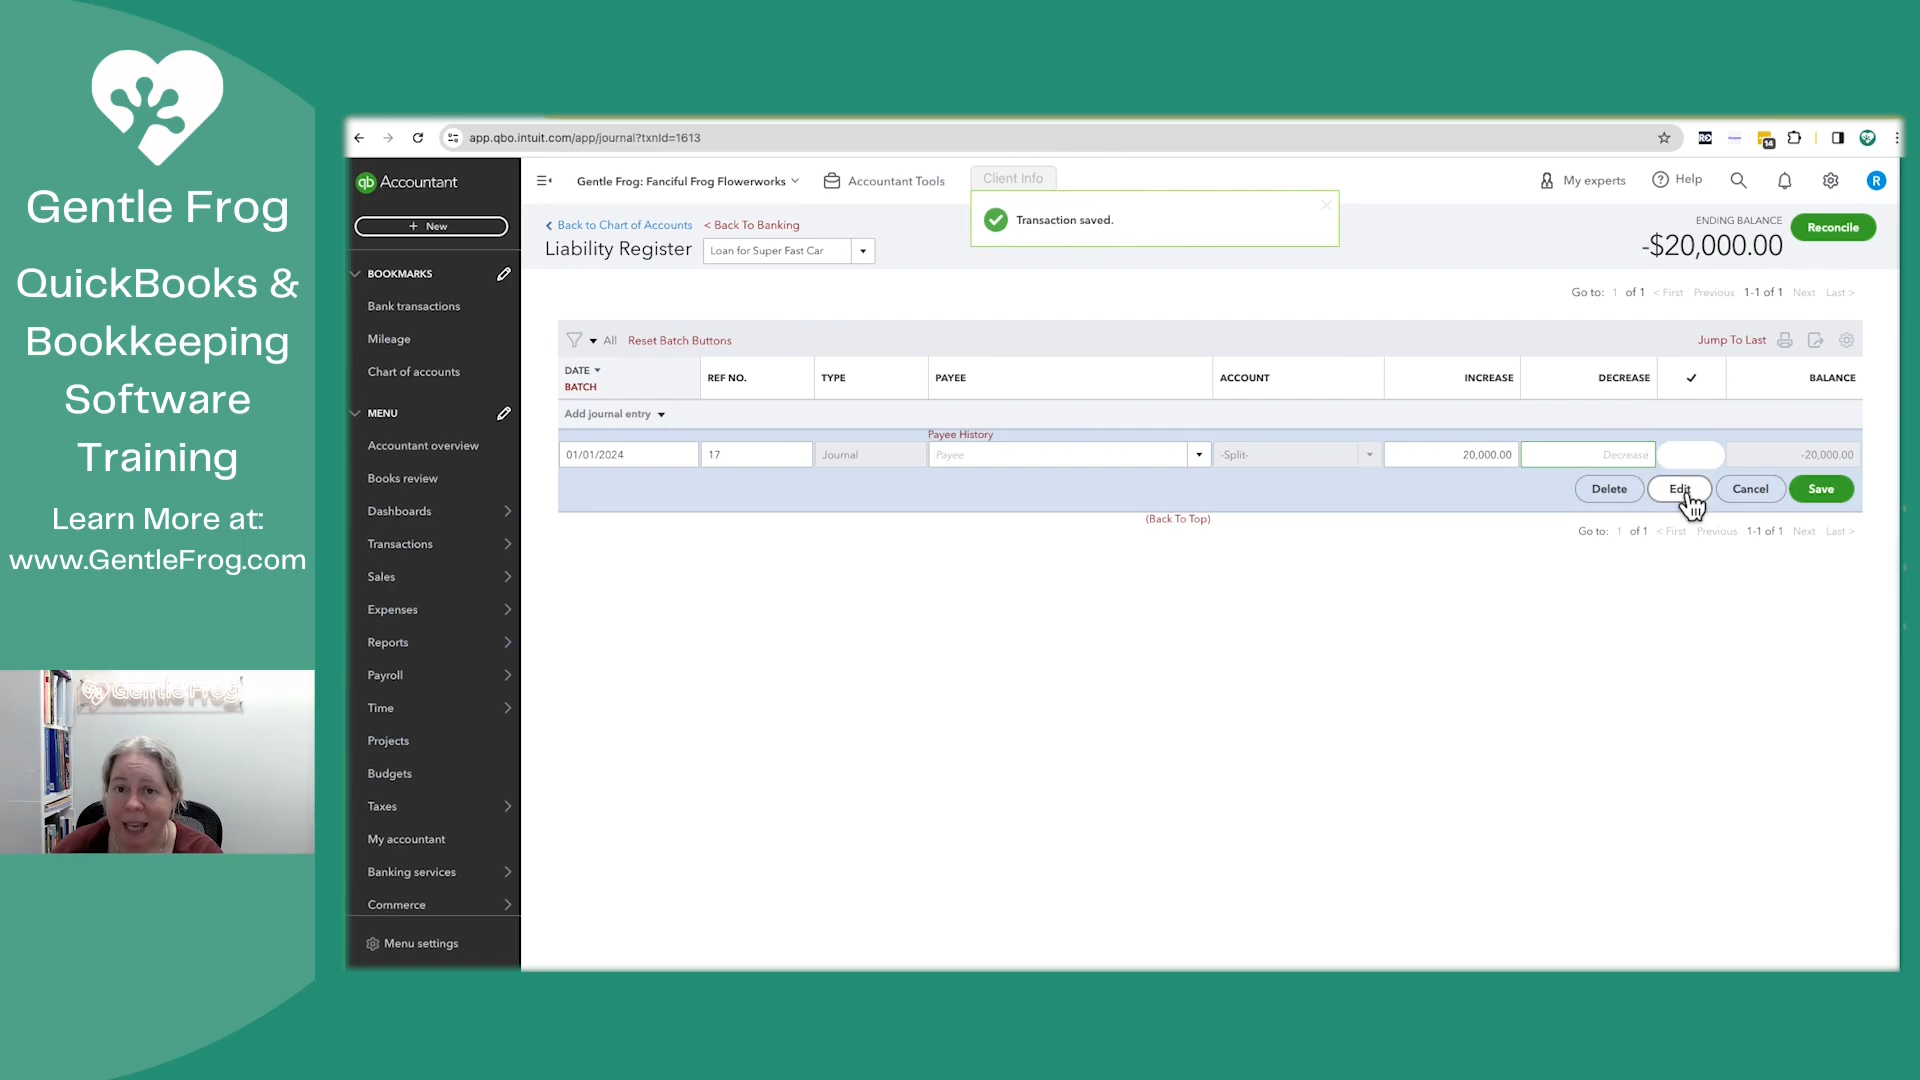 Gentle Frog
QuickBooks &
Bookkeeping
Software
Training
Learn More at:
www.GentleFrog.com
Gentle Frog
app.qbo.intuit.com/app/journal?txnId=1613
14
qb Accountant
+ New
BOOKMARKS
Bank transactions
Mileage
Chart of accounts
MENU
Accountant overview
Books review
Dashboards
Transactions
Sales
Expenses
Reports
Payroll
Time
Projects
Budgets
Taxes
My accountant
Banking services
Commerce
Menu settings
Gentle Frog: Fanciful Frog Flowerworks
Accountant Tools
Client Info
My experts
Help
R
Transaction saved.
Back to Chart of Accounts < Back To Banking
Liability Register
Loan for Super Fast Car
ENDING BALANCE
-$20,000.00
Reconcile
Go to: 1 of 1 < First Previous 1-1 of 1 Next Last >
All Reset Batch Buttons
Jump To Last
DATE
BATCH
REF NO. TYPE PAYEE ACCOUNT INCREASE DECREASE ✓ BALANCE
Add journal entry
Payee History
01/01/2024 17 Journal Payee -Split- 20,000.00 Decrease -20,000.00
Delete Edit Cancel Save
(Back To Top)
Go to: 1 of 1 < First Previous 1-1 of 1 Next Last >